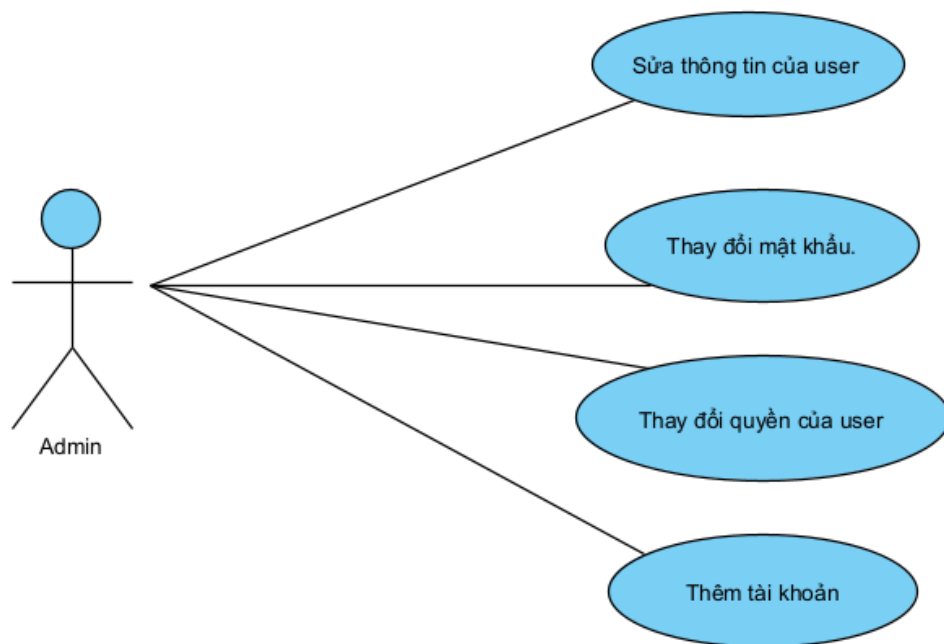 Sửa thông tin của user
Thay đổi mật khẩu.
Thay đổi quyền của user
Admin
Thêm tài khoản